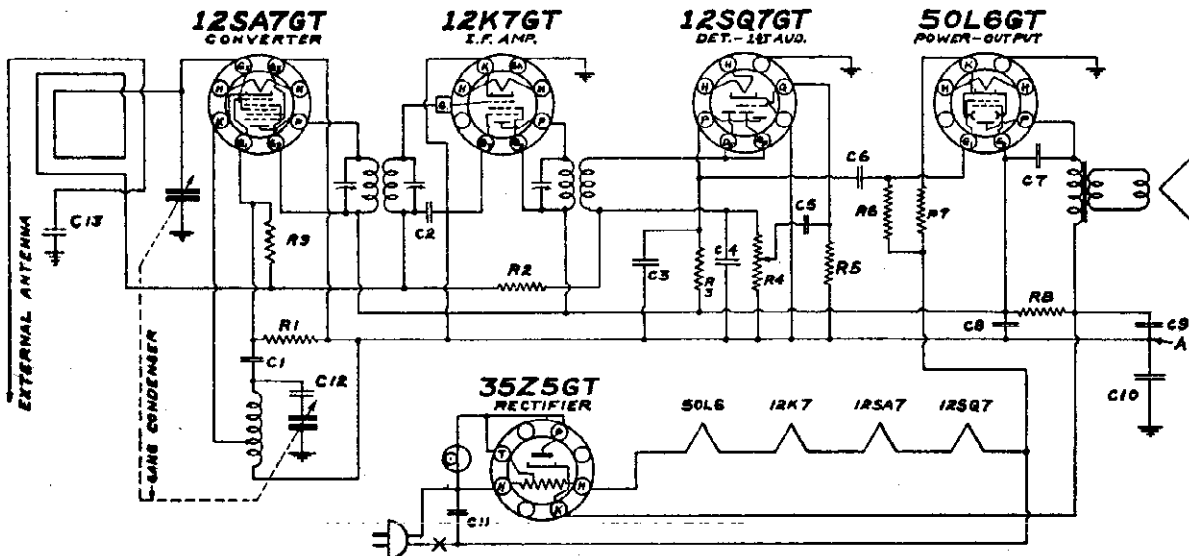 12SA7GT
CONVERTER
12K7GT
I.F. AMP.
12SQ7GT
DET.-1ST AUD.
50L6GT
POWER-OUTPUT
EXTERNAL ANTENNA
C13
C2
R9
R2
C6
C5
R6
R7
C7
C3
R3
C4
R4
R5
R8
C8
C9
A
R1
C1
C12
C10
GANG CONDENSER
35Z5GT
RECTIFIER
50L6 12K7 12SA7 12SQ7
C11
X